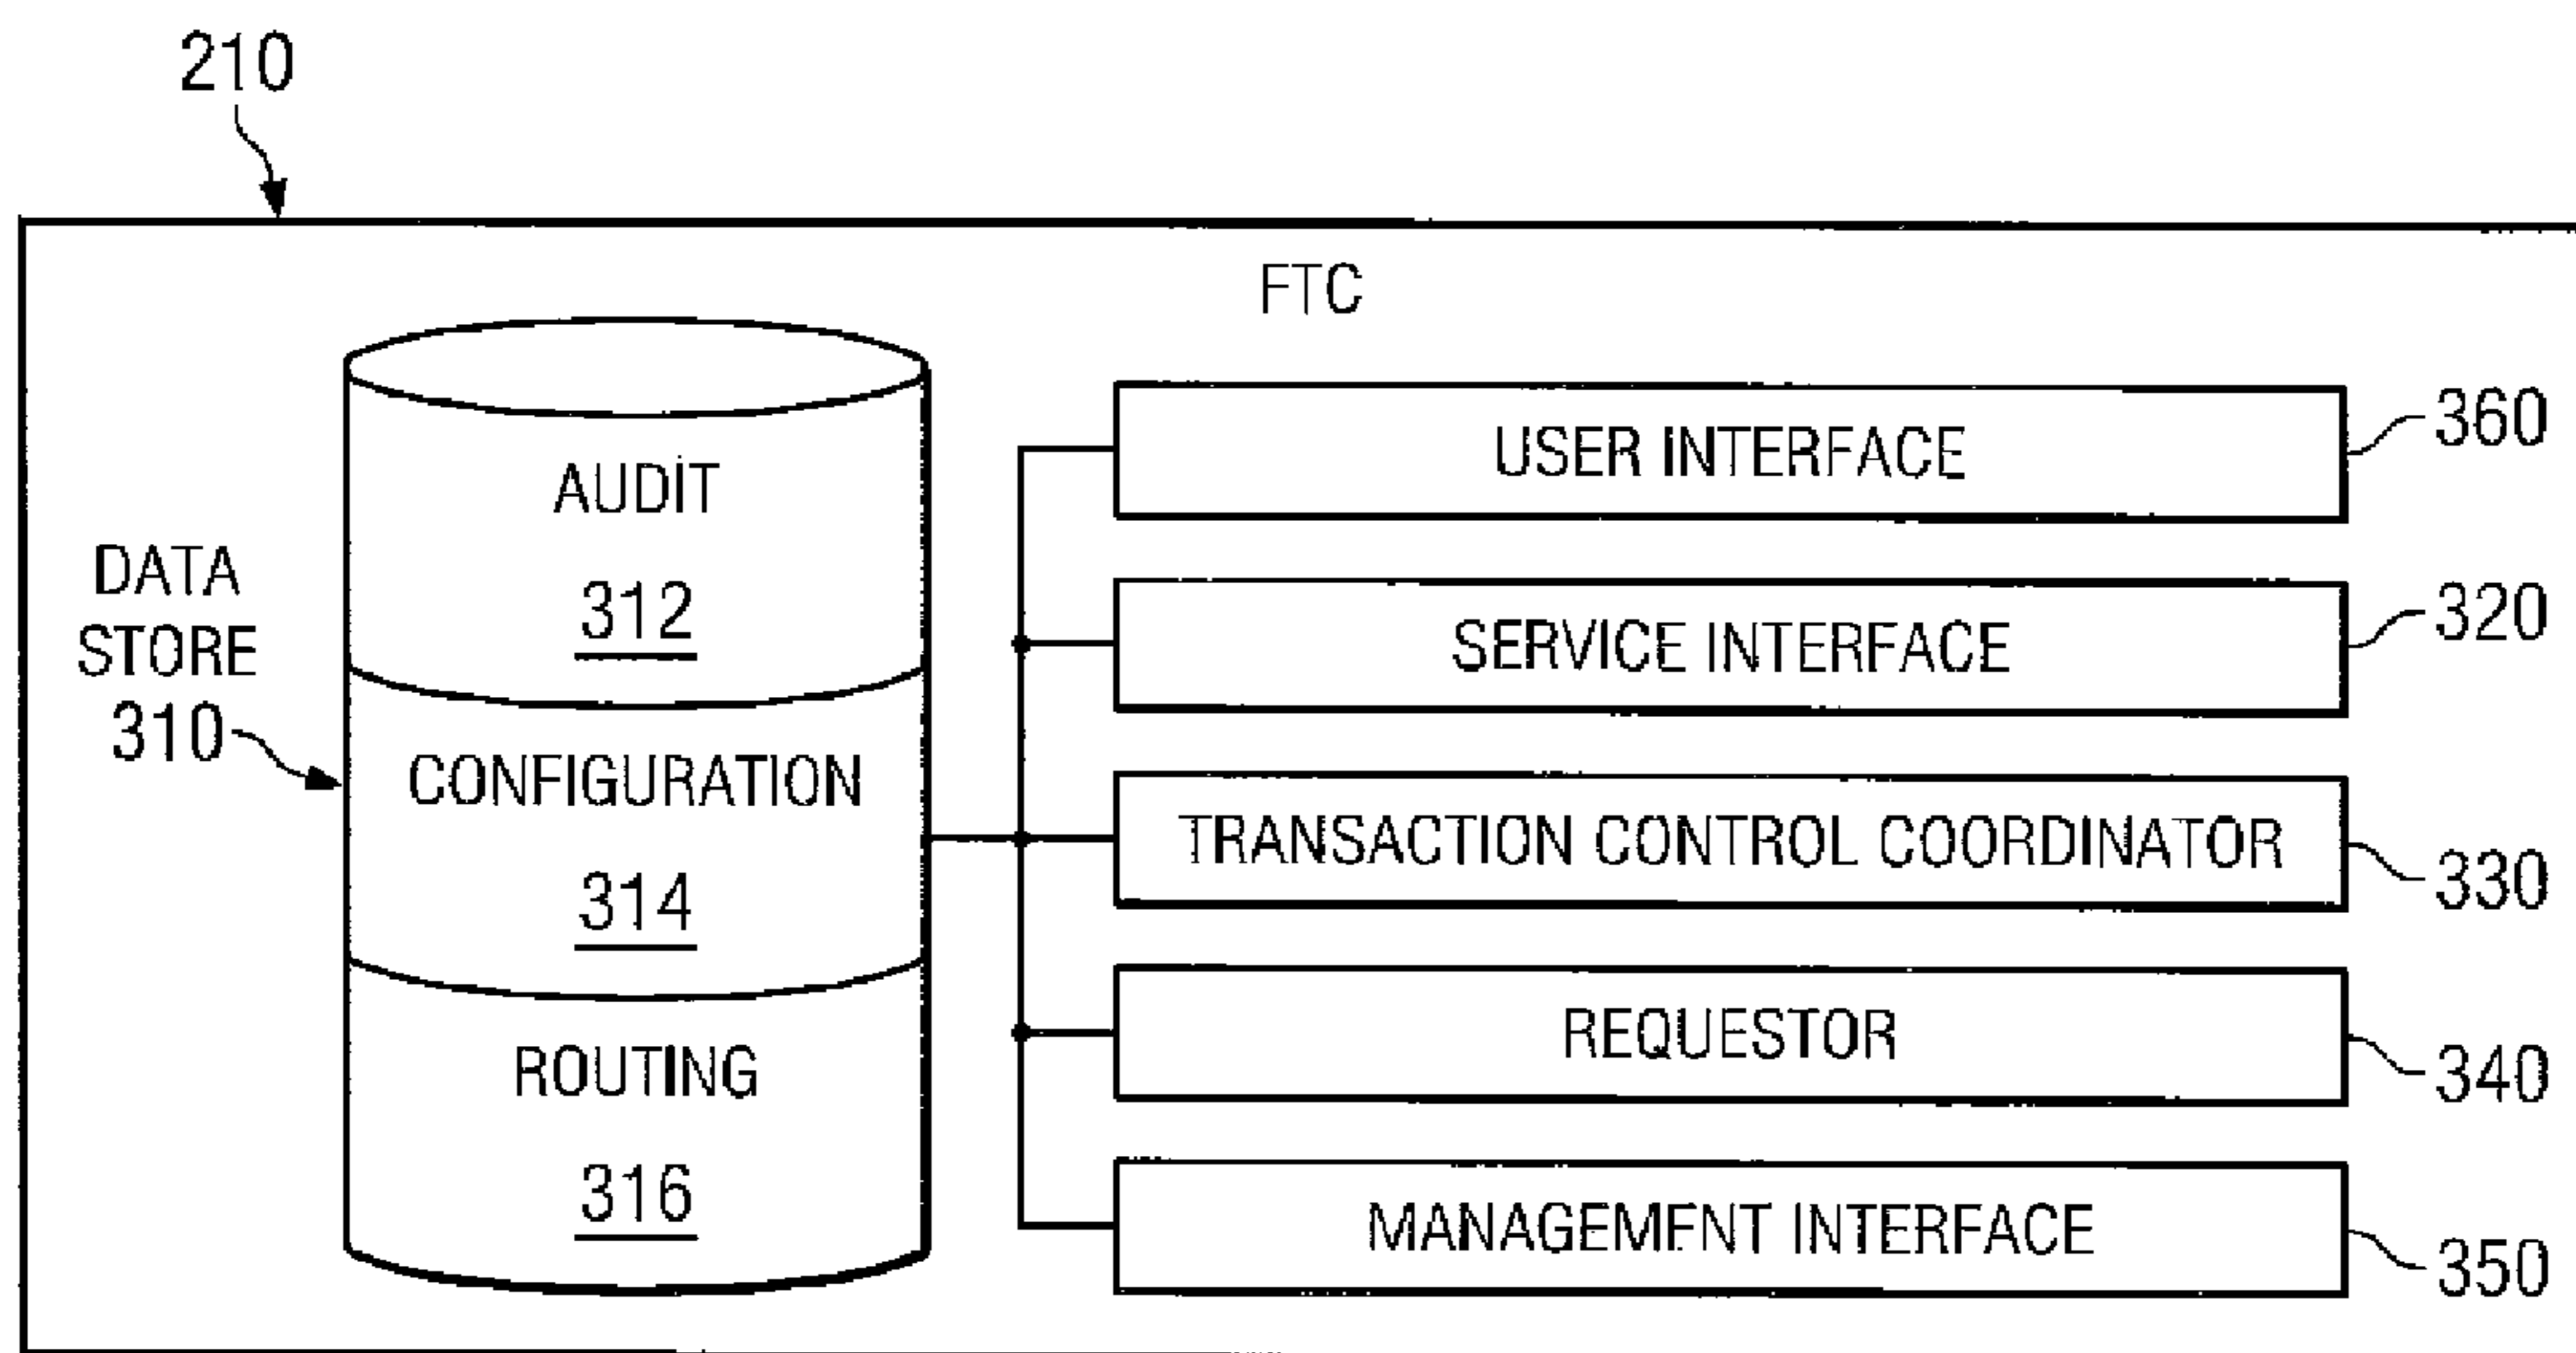 210
FTC
AUDIT
312
DATA
STORE
310
CONFIGURATION
314
ROUTING
316
USER INTERFACE
360
SERVICE INTERFACE
320
TRANSACTION CONTROL COORDINATOR
330
REQUESTOR
340
MANAGEMENT INTERFACE
350